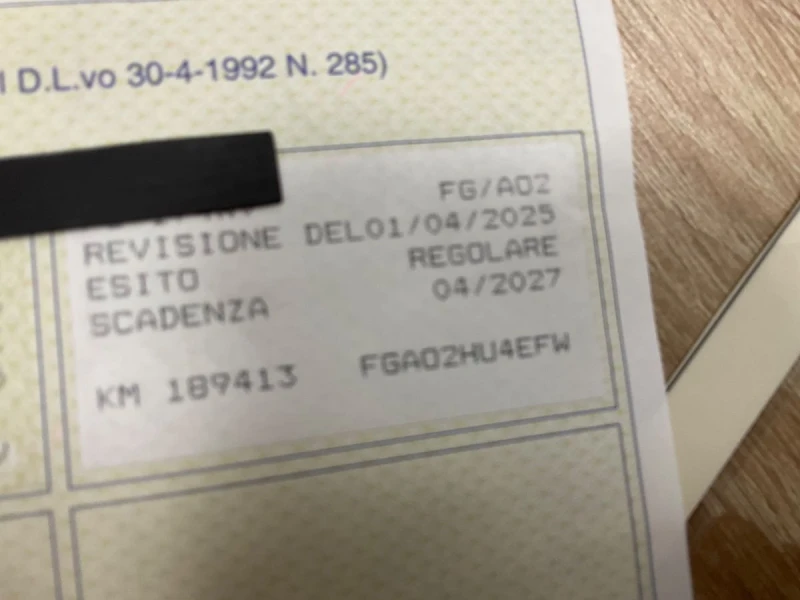 D.L.vo 30-4-1992 N. 285)
FG/A02
REVISIONE DEL01/04/2025
ESITO REGOLARE
SCADENZA 04/2027
KM 189413 FGA02HU4EFW